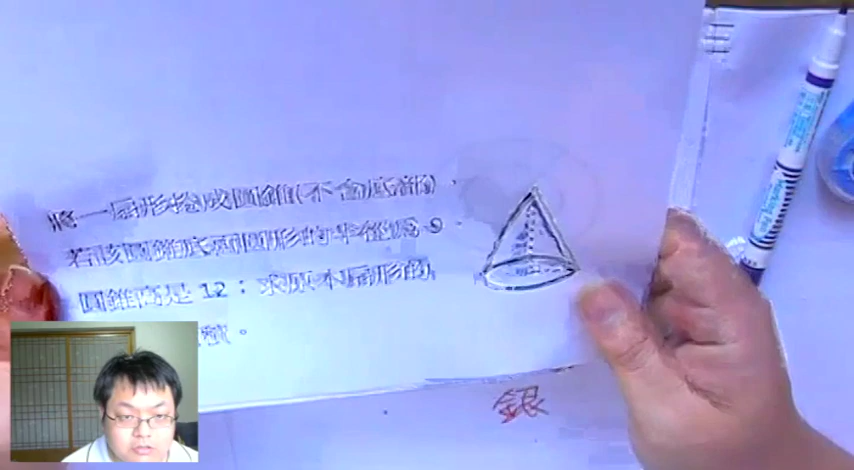 將一扇形捲成圓錐(不含底部)，
若該圓錐底面圓形的半徑為9，
圓錐高是12；求原本扇形的
積。
銀